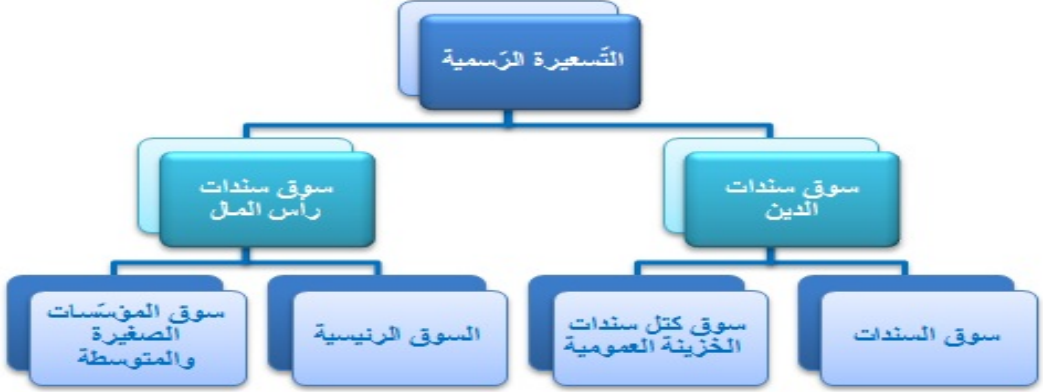 التّسعيرة الرّسمية
سوق سندات
الدين
سوق سندات
رأس المال
سوق السندات
سوق كتل سندات
الخزينة العمومية
السوق الرئيسية
سوق المؤسّسات
الصغيرة
والمتوسطة